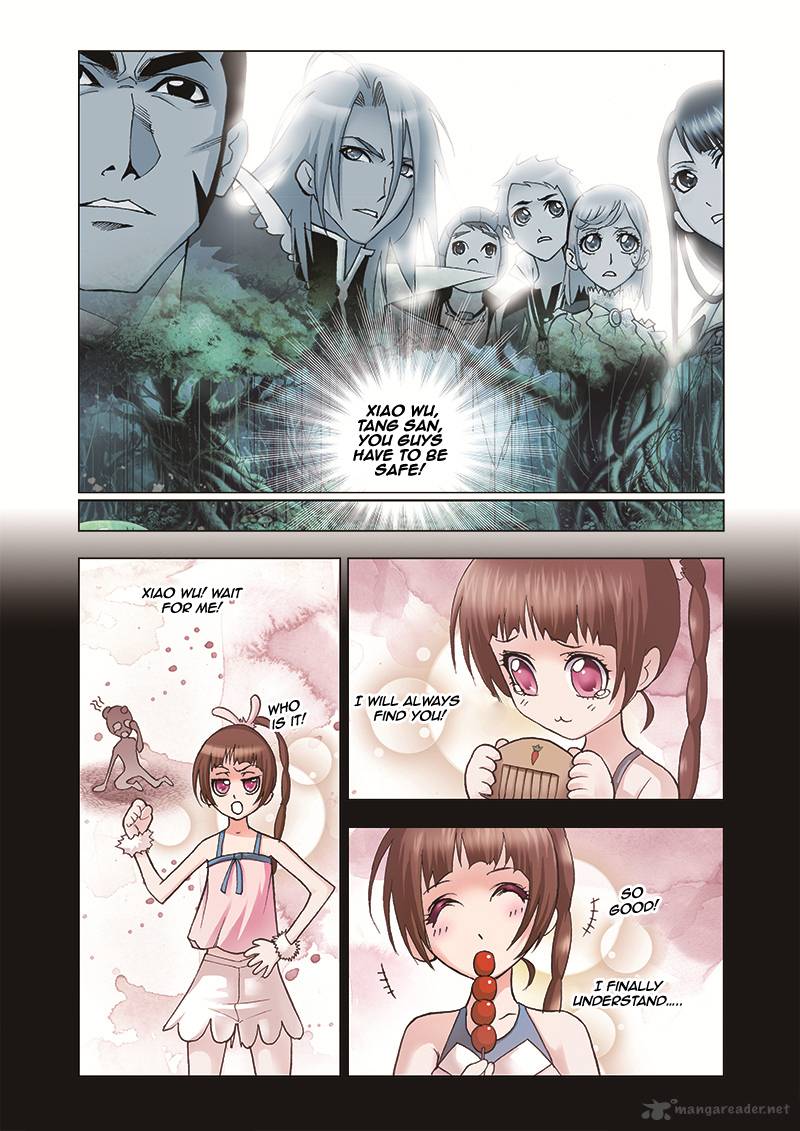 XIAO WU,
TANG SAN,
YOU GUYS
HAVE TO BE
SAFE!
XIAO WU! WAIT
FOR ME!
WHO
IS IT!
I WILL ALWAYS
FIND YOU!
SO
GOOD!
I FINALLY
UNDERSTAND.....
mangareader.net